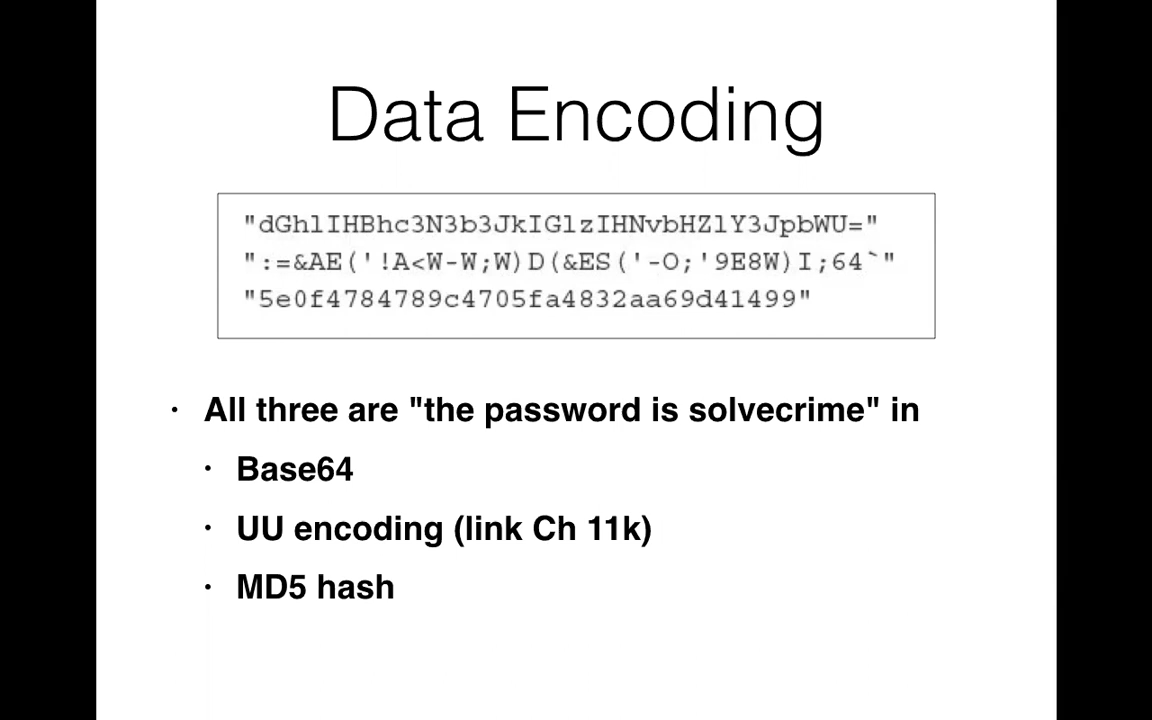 Data Encoding
"dGhlIHBhc3N3b3JkIGlzIHNvbHZlY3JpbWU="
":=&AE('!A<W-W;W)D(&ES('-O;'9E8W)I;64`"
"5e0f4784789c4705fa4832aa69d41499"
• All three are "the password is solvecrime" in
• Base64
• UU encoding (link Ch 11k)
• MD5 hash